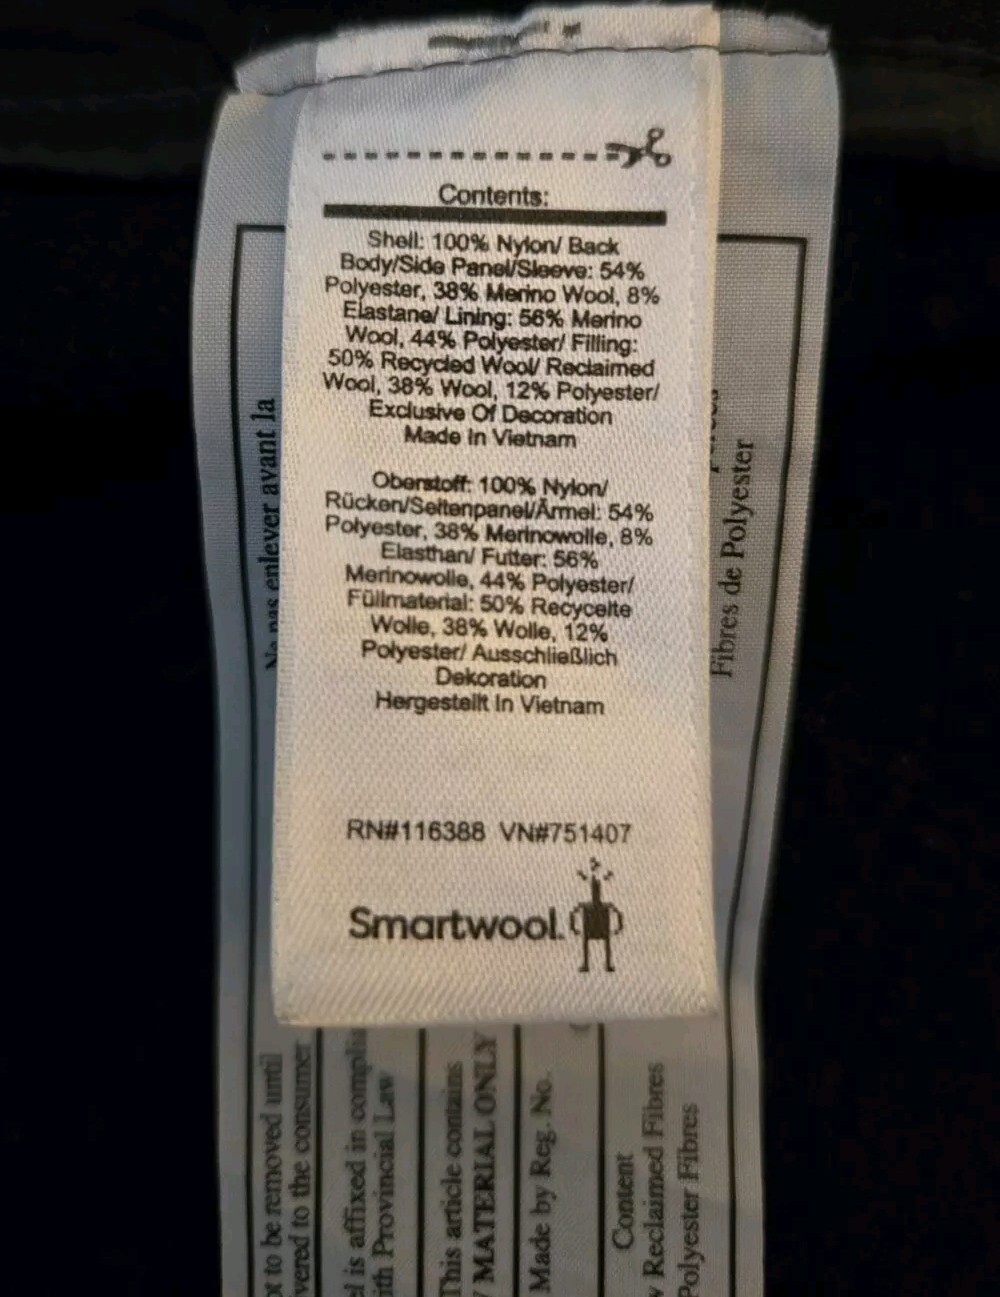 Contents:
Shell: 100% Nylon/ Back
Body/Side Panel/Sleeve: 54%
Polyester, 38% Merino Wool, 8%
Elastane/ Lining: 56% Merino
Wool, 44% Polyester/ Filling:
50% Recycled Wool/ Reclaimed
Wool, 38% Wool, 12% Polyester/
Exclusive Of Decoration
Made In Vietnam
Oberstoff: 100% Nylon/
Rücken/Seitenpanel/Ärmel: 54%
Polyester, 38% Merinowolle, 8%
Elasthan/ Futter: 56%
Merinowolle, 44% Polyester/
Füllmaterial: 50% Recycelte
Wolle, 38% Wolle, 12%
Polyester/ Ausschließlich
Dekoration
Hergestellt In Vietnam
RN#116388 VN#751407
Smartwool.
pas enlever avant la
Fibres de Polyester
to be removed until
to the consumer
is affixed in
Provincial Law
This article contains
MATERIAL ONLY
Made by Reg. No.
Content
Reclaimed Fibres
Polyester Fibres